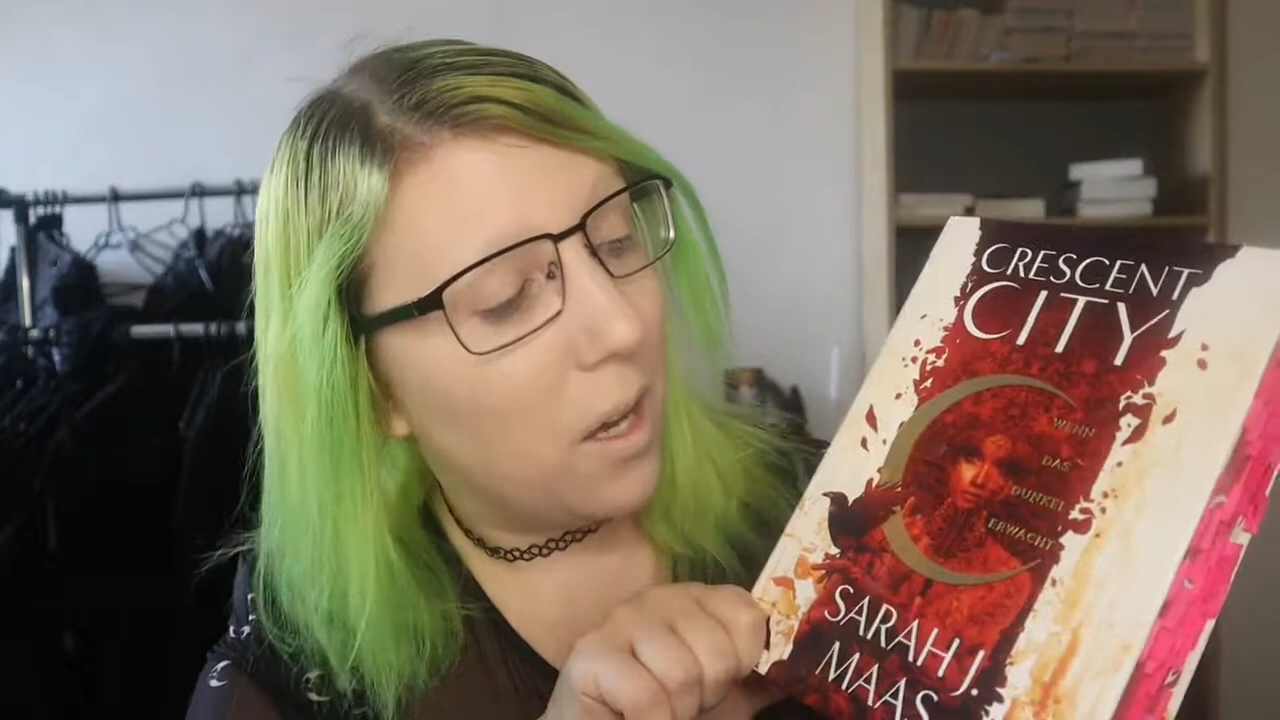 CRESCENT
CITY
WENN
DAS
DUNKEL
ERWACHT
SARAH J.
MAAS